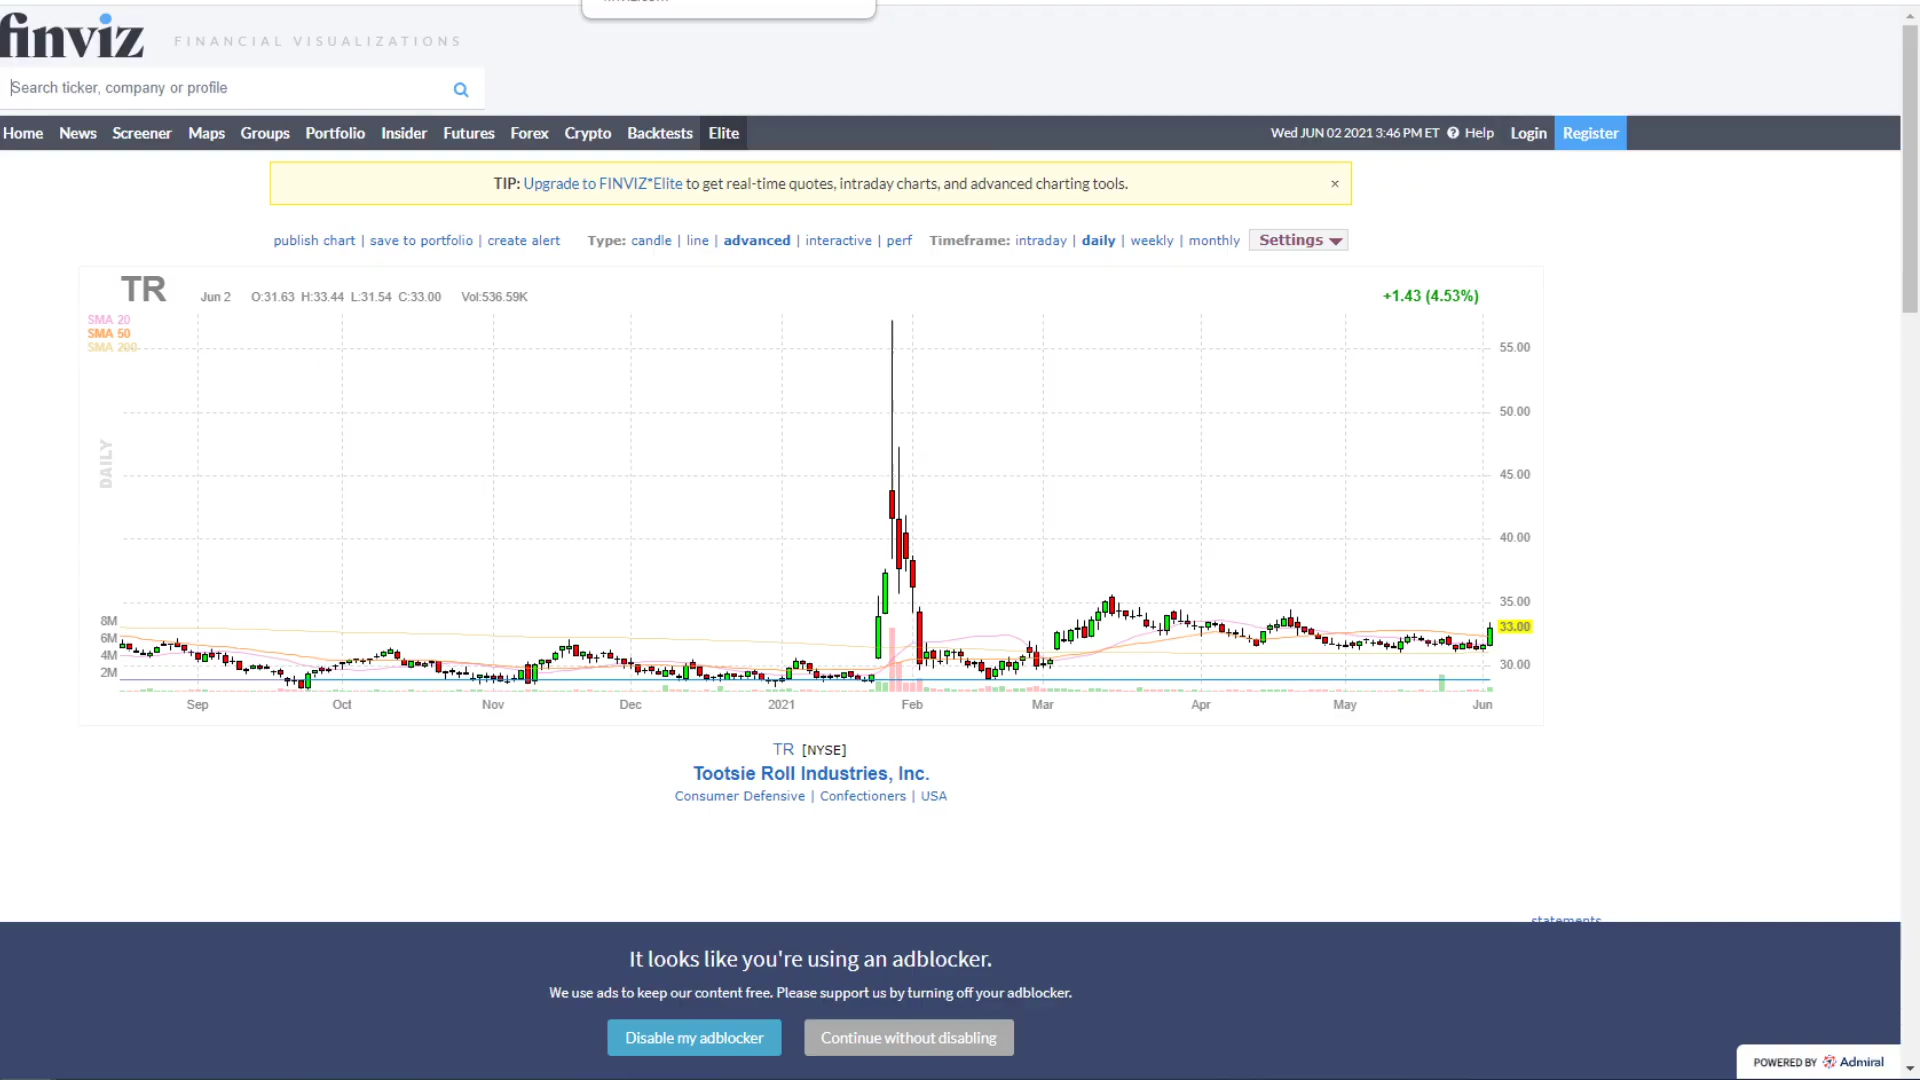 finviz FINANCIAL VISUALIZATIONS
Search ticker, company or profile
Home News Screener Maps Groups Portfolio Insider Futures Forex Crypto Backtests Elite Wed JUN 02 2021 3:46 PM ET Help Login Register
TIP: Upgrade to FINVIZ*Elite to get real-time quotes, intraday charts, and advanced charting tools. ×
publish chart | save to portfolio | create alert Type: candle | line | advanced | interactive | perf Timeframe: intraday | daily | weekly | monthly Settings
TR Jun 2 O:31.63 H:33.44 L:31.54 C:33.00 Vol:536.59K +1.43 (4.53%)
SMA 20
SMA 50
SMA 200
55.00
50.00
45.00
DAILY
40.00
35.00
8M
33.00
6M
4M
30.00
2M
Sep Oct Nov Dec 2021 Feb Mar Apr May Jun
TR [NYSE]
Tootsie Roll Industries, Inc.
Consumer Defensive | Confectioners | USA
statements
It looks like you're using an adblocker.
We use ads to keep our content free. Please support us by turning off your adblocker.
Disable my adblocker Continue without disabling
POWERED BY Admiral